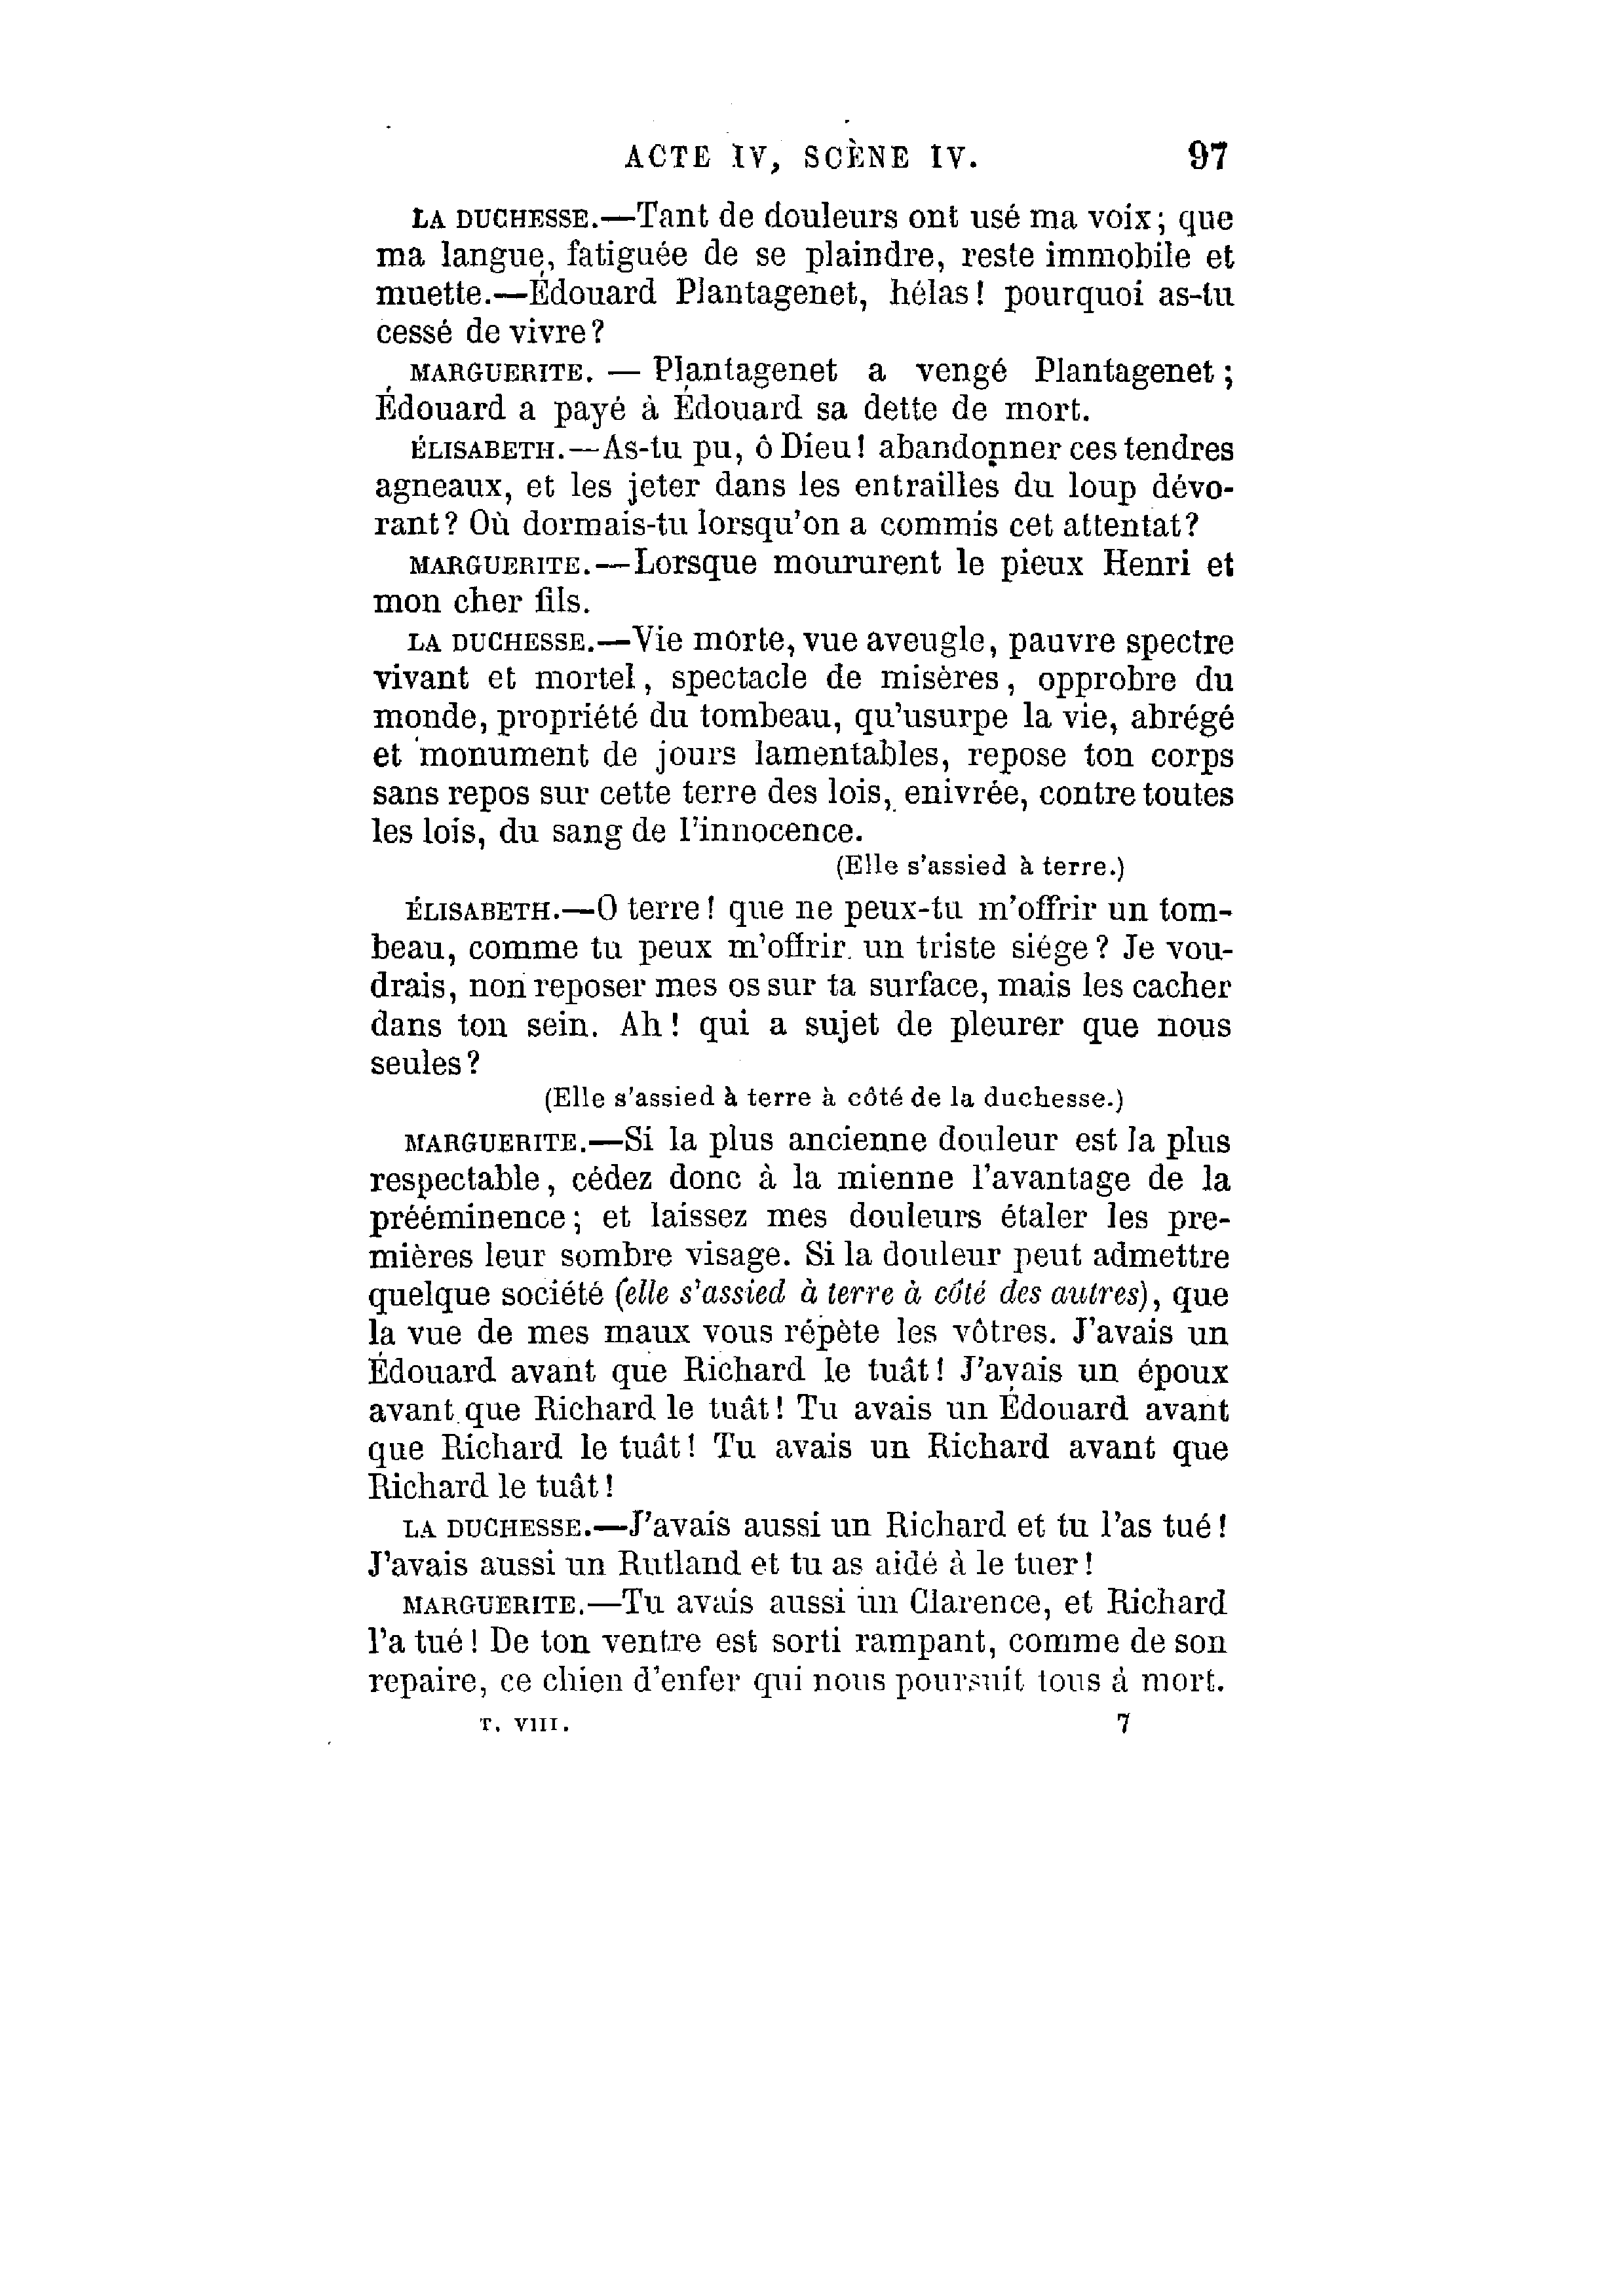 ACTE IV, SCÈNE IV. 97
LA DUCHESSE.—Tant de douleurs ont usé ma voix; que
ma langue, fatiguée de se plaindre, reste immobile et
muette.—Édouard Plantagenet, hélas! pourquoi as-tu
cessé de vivre?
MARGUERITE. — Plantagenet a vengé Plantagenet;
Édouard a payé à Édouard sa dette de mort.
ÉLISABETH.—As-tu pu, ô Dieu! abandonner ces tendres
agneaux, et les jeter dans les entrailles du loup dévo-
rant? Où dormais-tu lorsqu'on a commis cet attentat?
MARGUERITE.—Lorsque moururent le pieux Henri et
mon cher fils.
LA DUCHESSE.—Vie morte, vue aveugle, pauvre spectre
vivant et mortel, spectacle de misères, opprobre du
monde, propriété du tombeau, qu'usurpe la vie, abrégé
et monument de jours lamentables, repose ton corps
sans repos sur cette terre des lois, enivrée, contre toutes
les lois, du sang de l'innocence.
(Elle s'assied à terre.)
ÉLISABETH.—O terre! que ne peux-tu m'offrir un tom-
beau, comme tu peux m'offrir un triste siége? Je vou-
drais, non reposer mes os sur ta surface, mais les cacher
dans ton sein. Ah! qui a sujet de pleurer que nous
seules?
(Elle s'assied à terre à côté de la duchesse.)
MARGUERITE.—Si la plus ancienne douleur est la plus
respectable, cédez donc à la mienne l'avantage de la
prééminence; et laissez mes douleurs étaler les pre-
mières leur sombre visage. Si la douleur peut admettre
quelque société (elle s'assied à terre à côté des autres), que
la vue de mes maux vous répète les vôtres. J'avais un
Édouard avant que Richard le tuât! J'avais un époux
avant que Richard le tuât! Tu avais un Édouard avant
que Richard le tuât! Tu avais un Richard avant que
Richard le tuât!
LA DUCHESSE.—J'avais aussi un Richard et tu l'as tué!
J'avais aussi un Rutland et tu as aidé à le tuer!
MARGUERITE.—Tu avais aussi un Clarence, et Richard
l'a tué! De ton ventre est sorti rampant, comme de son
repaire, ce chien d'enfer qui nous poursuit tous à mort.
T. VIII. 7